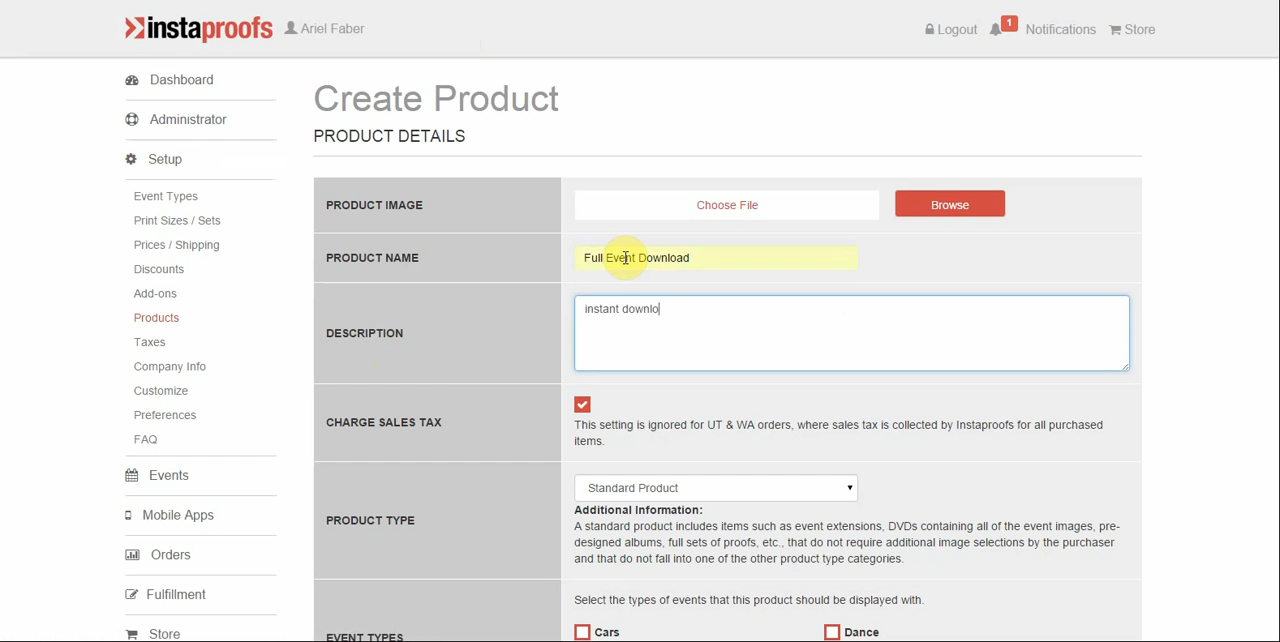 instaproofs
Ariel Faber
Logout
1
Notifications
Store
Dashboard
Administrator
Setup
Event Types
Print Sizes / Sets
Prices / Shipping
Discounts
Add-ons
Products
Taxes
Company Info
Customize
Preferences
FAQ
Events
Mobile Apps
Orders
Fulfillment
Store
Create Product
PRODUCT DETAILS
PRODUCT IMAGE
Choose File
Browse
PRODUCT NAME
Full Event Download
DESCRIPTION
instant downlo
CHARGE SALES TAX
This setting is ignored for UT & WA orders, where sales tax is collected by Instaproofs for all purchased
items.
PRODUCT TYPE
Standard Product
Additional Information:
A standard product includes items such as event extensions, DVDs containing all of the event images, pre-
designed albums, full sets of proofs, etc., that do not require additional image selections by the purchaser
and that do not fall into one of the other product type categories.
EVENT TYPES
Select the types of events that this product should be displayed with.
Cars
Dance